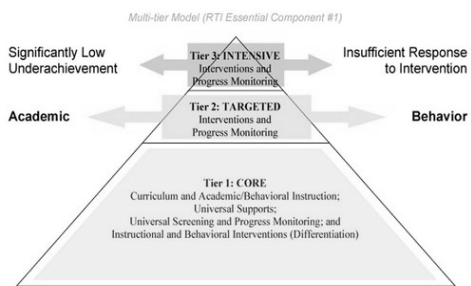 Multi-tier Model (RTI Essential Component #1)
Significantly Low
Underachievement
Tier 3: INTENSIVE
Interventions and
Progress Monitoring
Insufficient Response
to Intervention
Academic
Tier 2: TARGETED
Interventions and
Progress Monitoring
Behavior
Tier 1: CORE
Curriculum and Academic/Behavioral Instruction;
Universal Supports;
Universal Screening and Progress Monitoring; and
Instructional and Behavioral Interventions (Differentiation)